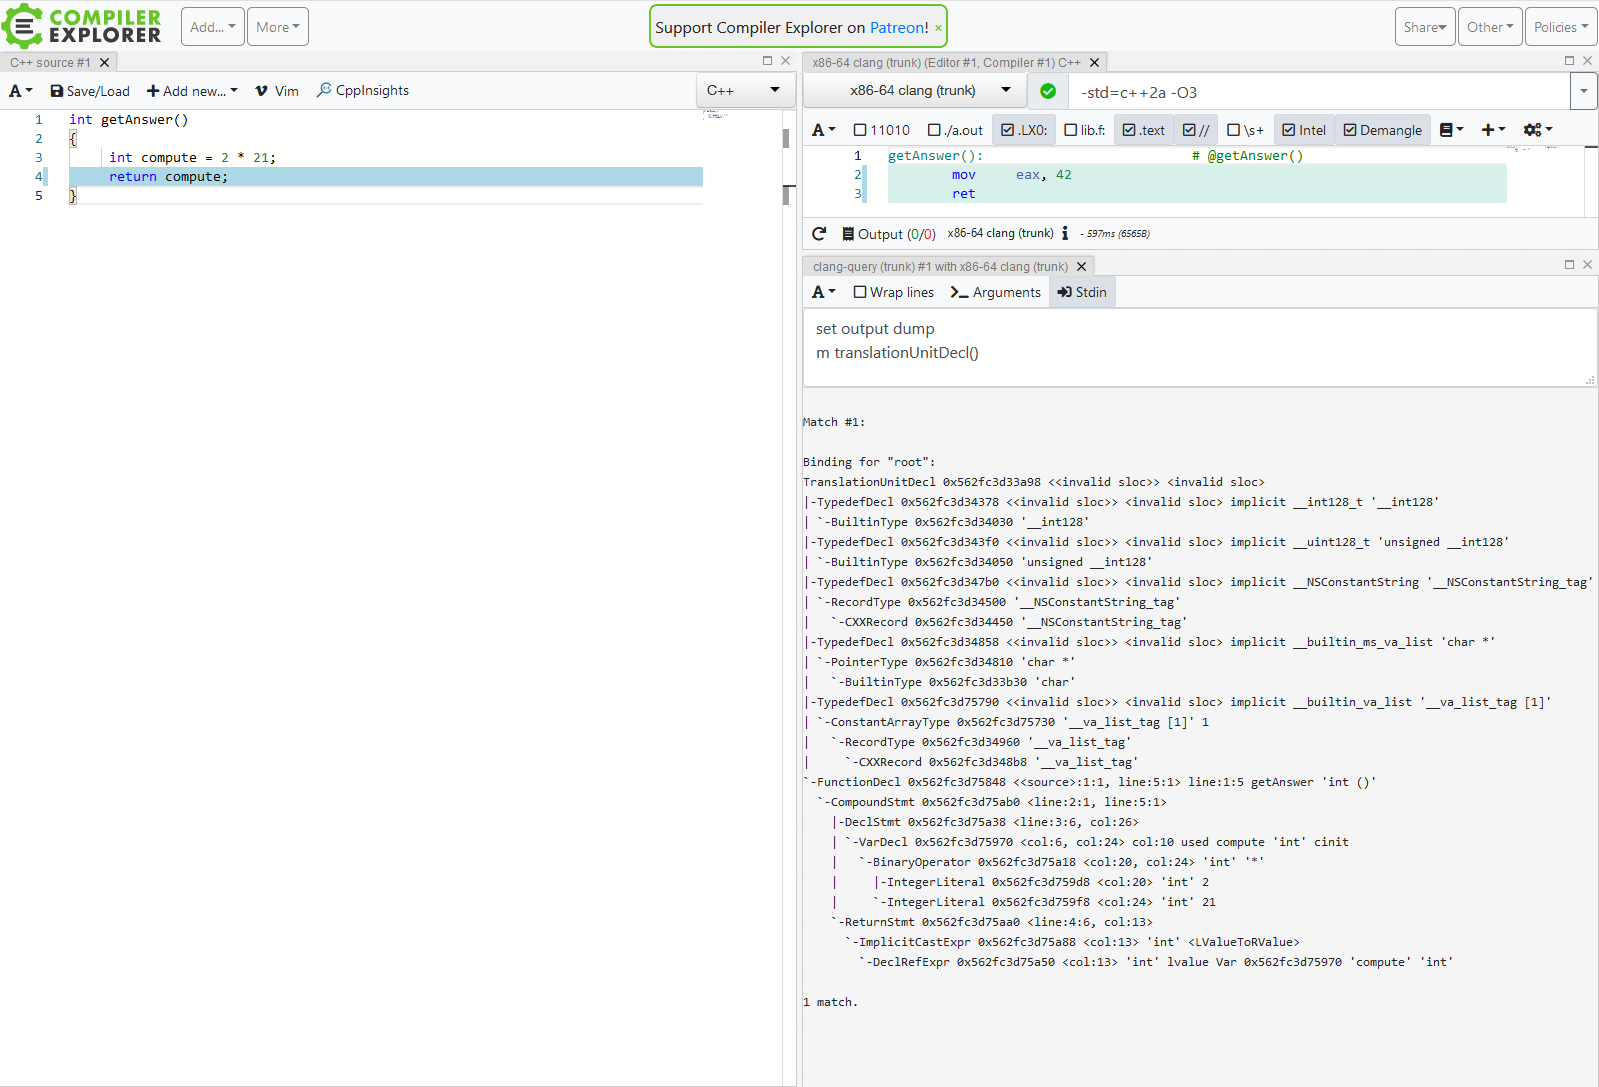 COMPILER
EXPLORER
Add...
More
Support Compiler Explorer on Patreon! ×
Share
Other
Policies
C++ source #1
A
Save/Load
Add new...
Vim
CppInsights
C++
1 int getAnswer()
2 {
3 int compute = 2 * 21;
4 return compute;
5 }
x86-64 clang (trunk) (Editor #1, Compiler #1) C++
x86-64 clang (trunk)
-std=c++2a -O3
A
11010
./a.out
.LX0:
lib.f:
.text
//
\s+
Intel
Demangle
1 getAnswer(): # @getAnswer()
2 mov eax, 42
3 ret
Output (0/0) x86-64 clang (trunk) i - 597ms (6565B)
clang-query (trunk) #1 with x86-64 clang (trunk)
A
Wrap lines
Arguments
Stdin
set output dump
m translationUnitDecl()
Match #1:
Binding for "root":
TranslationUnitDecl 0x562fc3d33a98 <<invalid sloc>> <invalid sloc>
|-TypedefDecl 0x562fc3d34378 <<invalid sloc>> <invalid sloc> implicit __int128_t '__int128'
| `-BuiltinType 0x562fc3d34030 '__int128'
|-TypedefDecl 0x562fc3d343f0 <<invalid sloc>> <invalid sloc> implicit __uint128_t 'unsigned __int128'
| `-BuiltinType 0x562fc3d34050 'unsigned __int128'
|-TypedefDecl 0x562fc3d347b0 <<invalid sloc>> <invalid sloc> implicit __NSConstantString '__NSConstantString_tag'
| `-RecordType 0x562fc3d34500 '__NSConstantString_tag'
|   `-CXXRecord 0x562fc3d34450 '__NSConstantString_tag'
|-TypedefDecl 0x562fc3d34858 <<invalid sloc>> <invalid sloc> implicit __builtin_ms_va_list 'char *'
| `-PointerType 0x562fc3d34810 'char *'
|   `-BuiltinType 0x562fc3d33b30 'char'
|-TypedefDecl 0x562fc3d75790 <<invalid sloc>> <invalid sloc> implicit __builtin_va_list '__va_list_tag [1]'
| `-ConstantArrayType 0x562fc3d75730 '__va_list_tag [1]' 1
|   `-RecordType 0x562fc3d34960 '__va_list_tag'
|     `-CXXRecord 0x562fc3d348b8 '__va_list_tag'
`-FunctionDecl 0x562fc3d75848 <<source>:1:1, line:5:1> line:1:5 getAnswer 'int ()'
  `-CompoundStmt 0x562fc3d75ab0 <line:2:1, line:5:1>
    |-DeclStmt 0x562fc3d75a38 <line:3:6, col:26>
    | `-VarDecl 0x562fc3d75970 <col:6, col:24> col:10 used compute 'int' cinit
    |   `-BinaryOperator 0x562fc3d75a18 <col:20, col:24> 'int' '*'
    |     |-IntegerLiteral 0x562fc3d759d8 <col:20> 'int' 2
    |     `-IntegerLiteral 0x562fc3d759f8 <col:24> 'int' 21
    `-ReturnStmt 0x562fc3d75aa0 <line:4:6, col:13>
      `-ImplicitCastExpr 0x562fc3d75a88 <col:13> 'int' <LValueToRValue>
        `-DeclRefExpr 0x562fc3d75a50 <col:13> 'int' lvalue Var 0x562fc3d75970 'compute' 'int'
1 match.